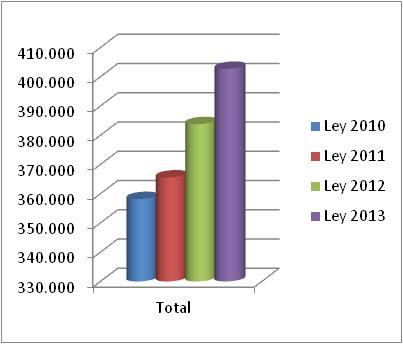 410.000
400.000
390.000
380.000
370.000
360.000
350.000
340.000
330.000
Total
Ley 2010
Ley 2011
Ley 2012
Ley 2013